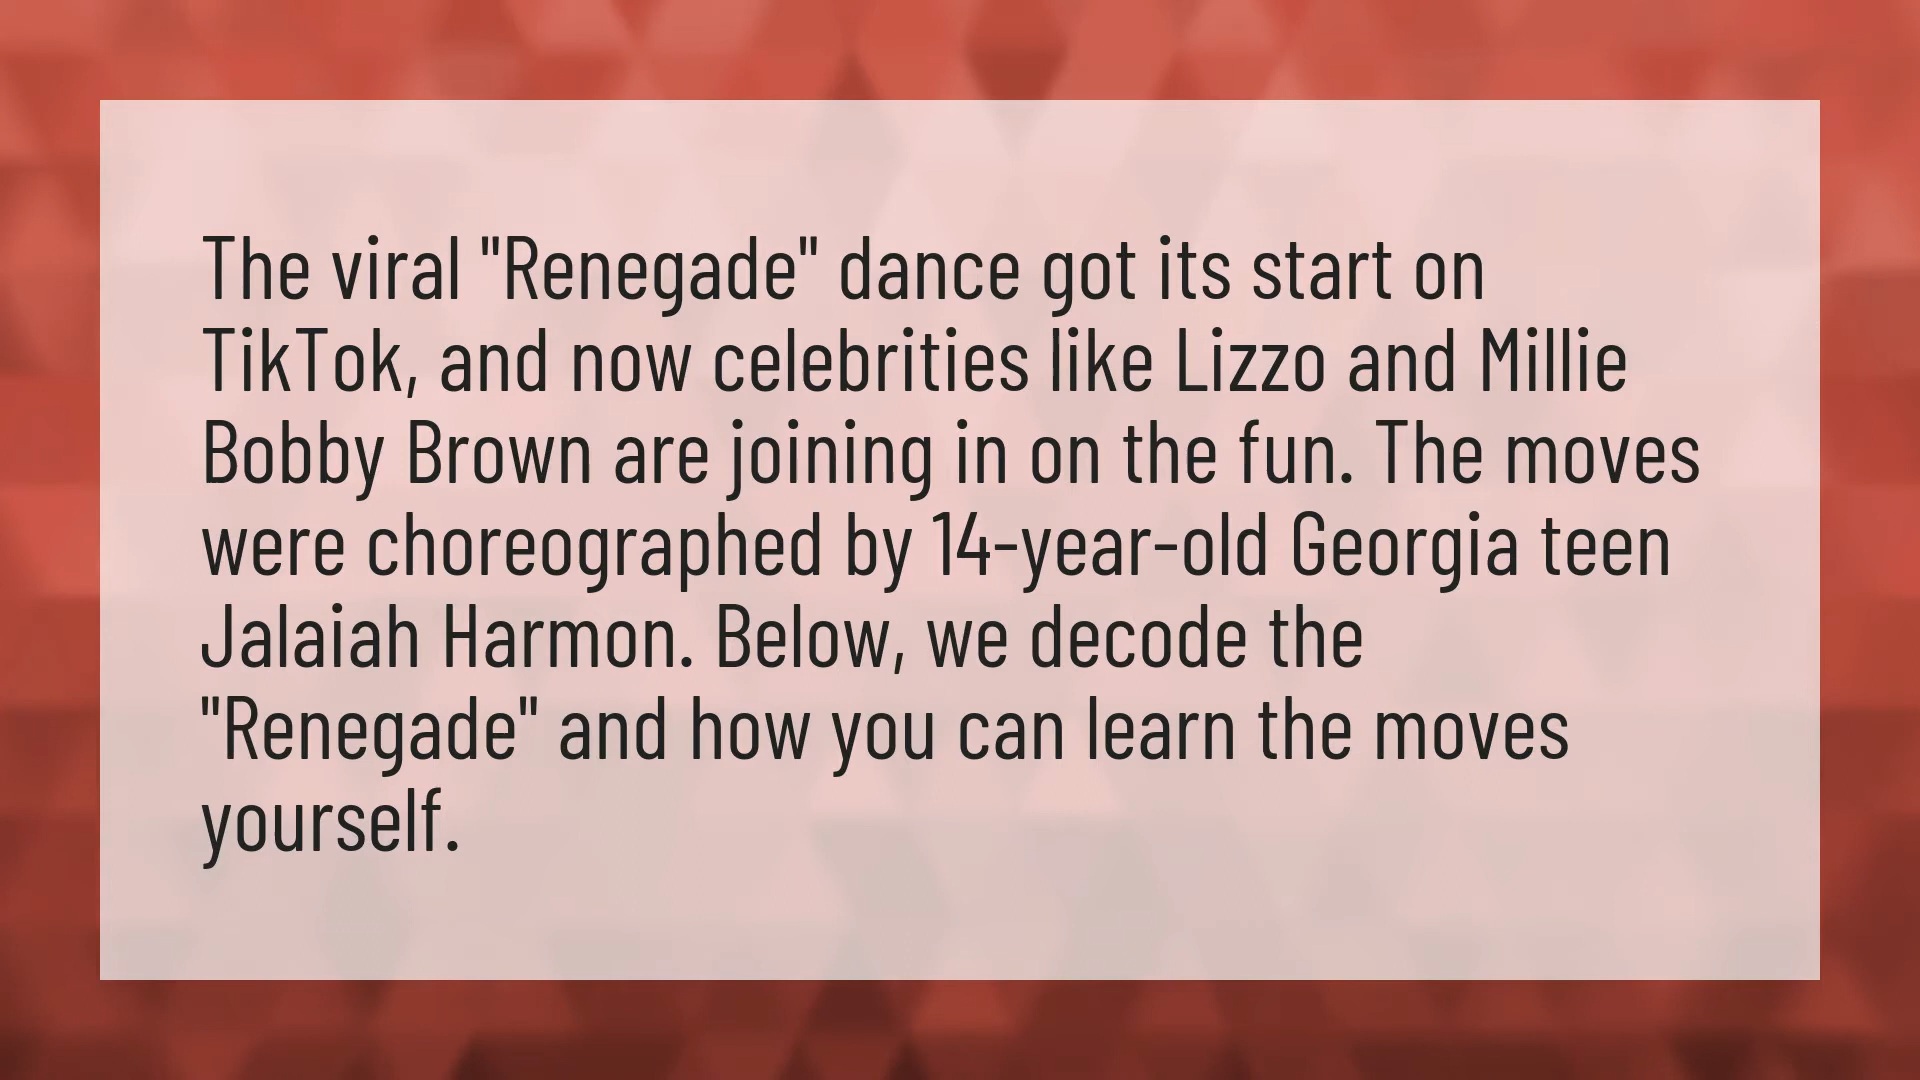 The viral "Renegade" dance got its start on
TikTok, and now celebrities like Lizzo and Millie
Bobby Brown are joining in on the fun. The moves
were choreographed by 14-year-old Georgia teen
Jalaiah Harmon. Below, we decode the
"Renegade" and how you can learn the moves
yourself.